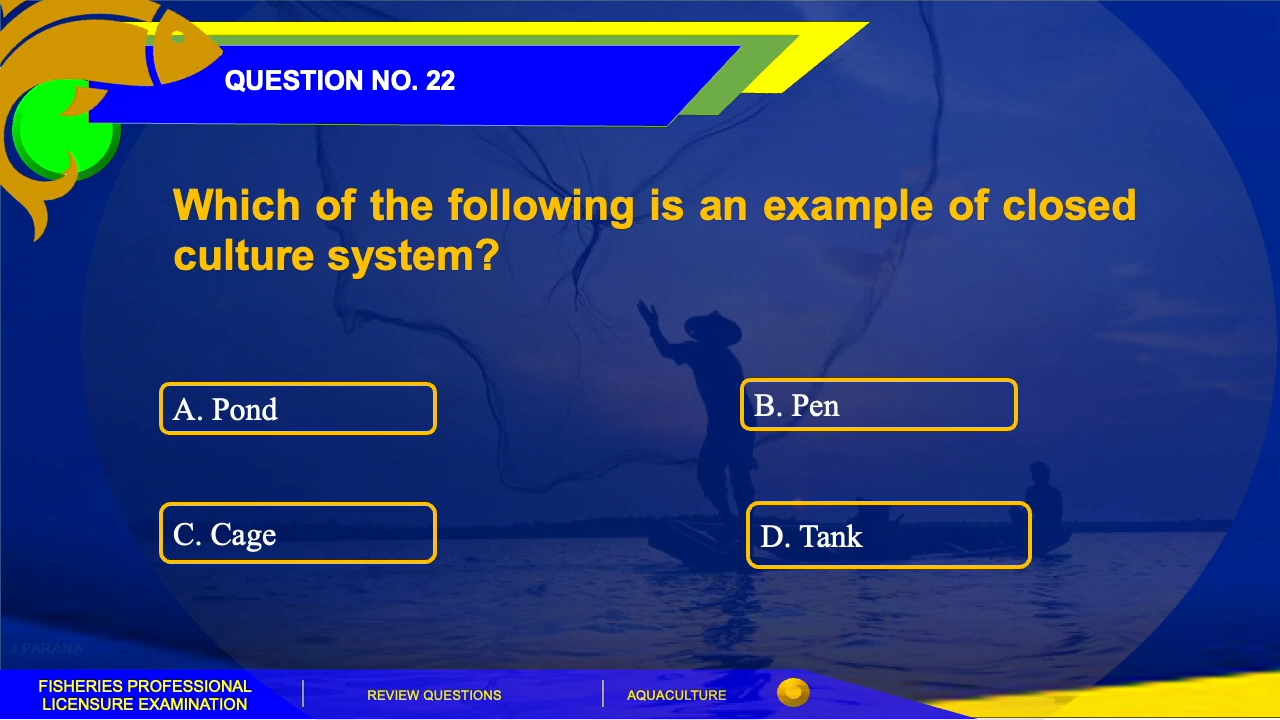 QUESTION NO. 22
Which of the following is an example of closed
culture system?
A. Pond
B. Pen
C. Cage
D. Tank
J.PARANA
FISHERIES PROFESSIONAL
LICENSURE EXAMINATION
REVIEW QUESTIONS
AQUACULTURE